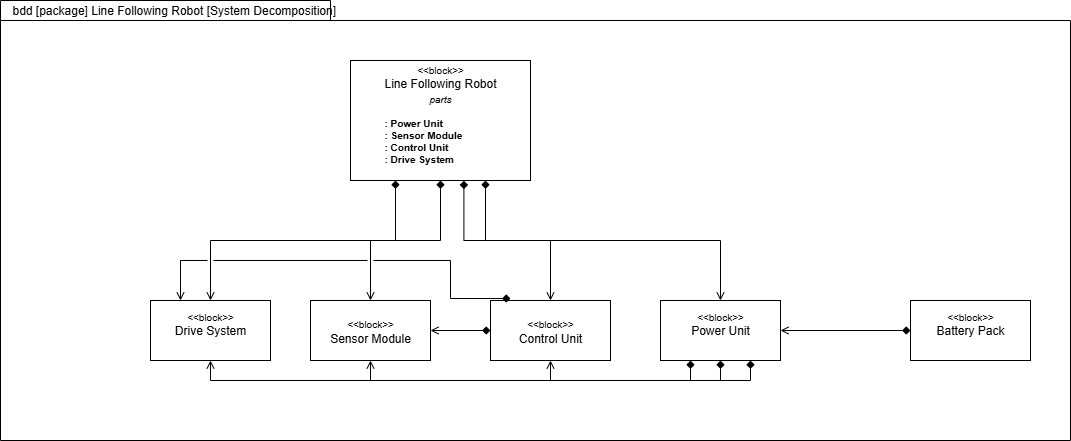 bdd [package] Line Following Robot [System Decomposition]
<<block>>
Line Following Robot
parts
: Power Unit
: Sensor Module
: Control Unit
: Drive System
<<block>>
Drive System
<<block>>
Sensor Module
<<block>>
Control Unit
<<block>>
Power Unit
<<block>>
Battery Pack